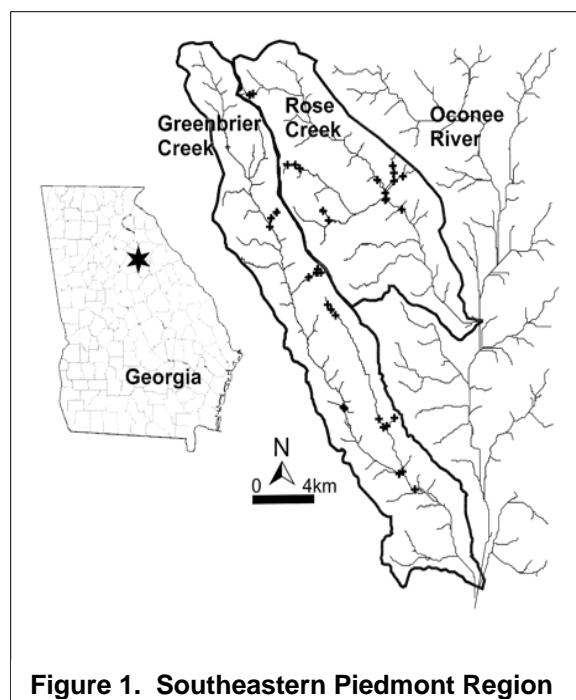 Rose
Creek
Greenbrier
Creek
Oconee
River
Georgia
N
0 4km
Figure 1. Southeastern Piedmont Region